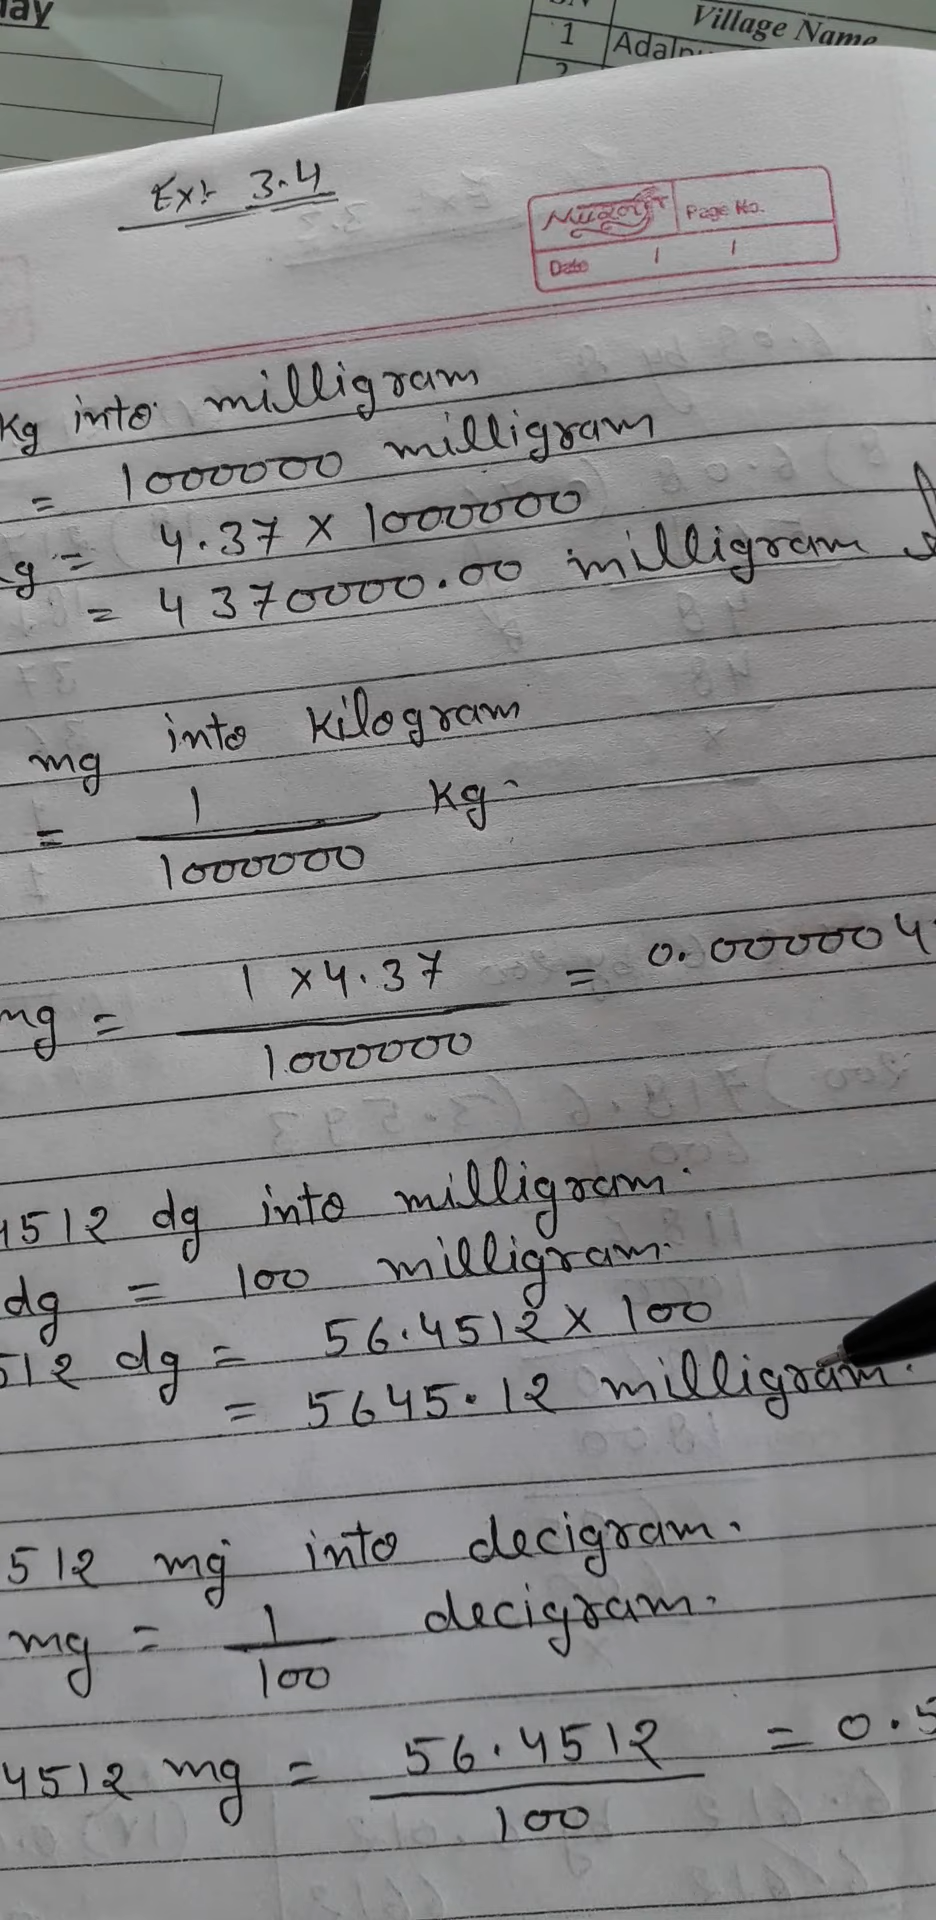 Village Name
1
Ex:- 3.4
Page No.
Date / /
Kg into milligram
= 1000000 milligram
g = 4.37 x 1000000
= 4370000.00 milligram
mg into Kilogram
= 1 Kg
1000000
mg = 1 x 4.37 = 0.000004
1000000
4512 dg into milligram.
dg = 100 milligram.
512 dg = 56.4512 x 100
= 5645.12 milligram.
512 mg into decigram.
mg = 1 decigram.
100
4512 mg = 56.4512 = 0.5
100